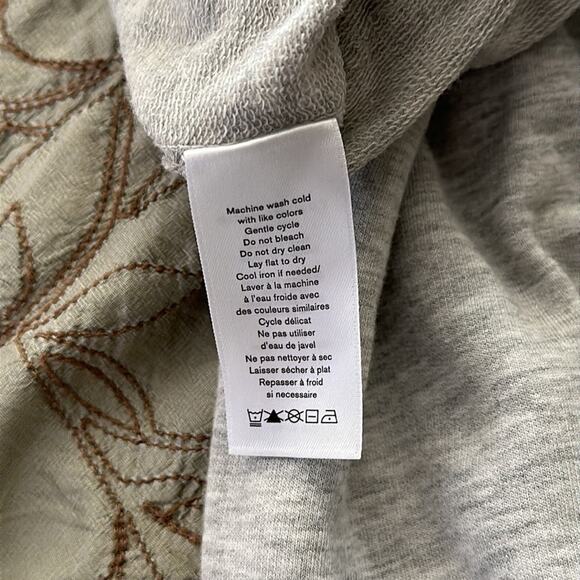 Machine wash cold
with like colors
Gentle cycle
Do not bleach
Do not dry clean
Lay flat to dry
Cool iron if needed/
Laver à la machine
à l'eau froide avec
des couleurs similaires
Cycle délicat
Ne pas utiliser
d'eau de javel
Ne pas nettoyer à sec
Laisser sécher à plat
Repasser à froid
si necessaire